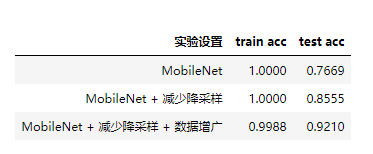 实验设置 train acc test acc
MobileNet 1.0000 0.7669
MobileNet + 减少降采样 1.0000 0.8555
MobileNet + 减少降采样 + 数据增广 0.9988 0.9210